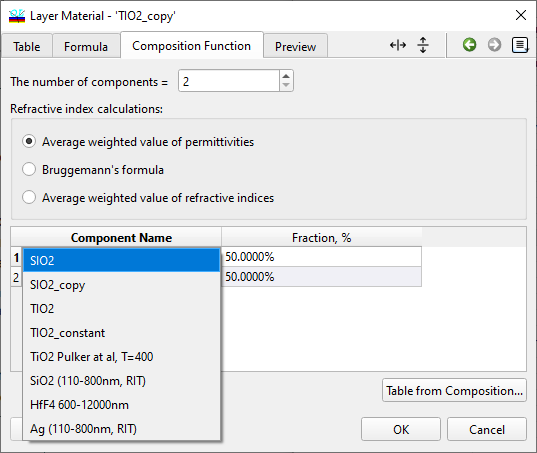 Layer Material - 'TIO2_copy'
Table Formula Composition Function Preview
The number of components = 2
Refractive index calculations:
Average weighted value of permittivities
Bruggemann's formula
Average weighted value of refractive indices
Component Name Fraction, %
1 50.0000%
2 50.0000%
SIO2
SIO2_copy
TIO2
TIO2_constant
TiO2 Pulker at al, T=400
SiO2 (110-800nm, RIT)
HfF4 600-12000nm
Ag (110-800nm, RIT)
Table from Composition...
OK Cancel